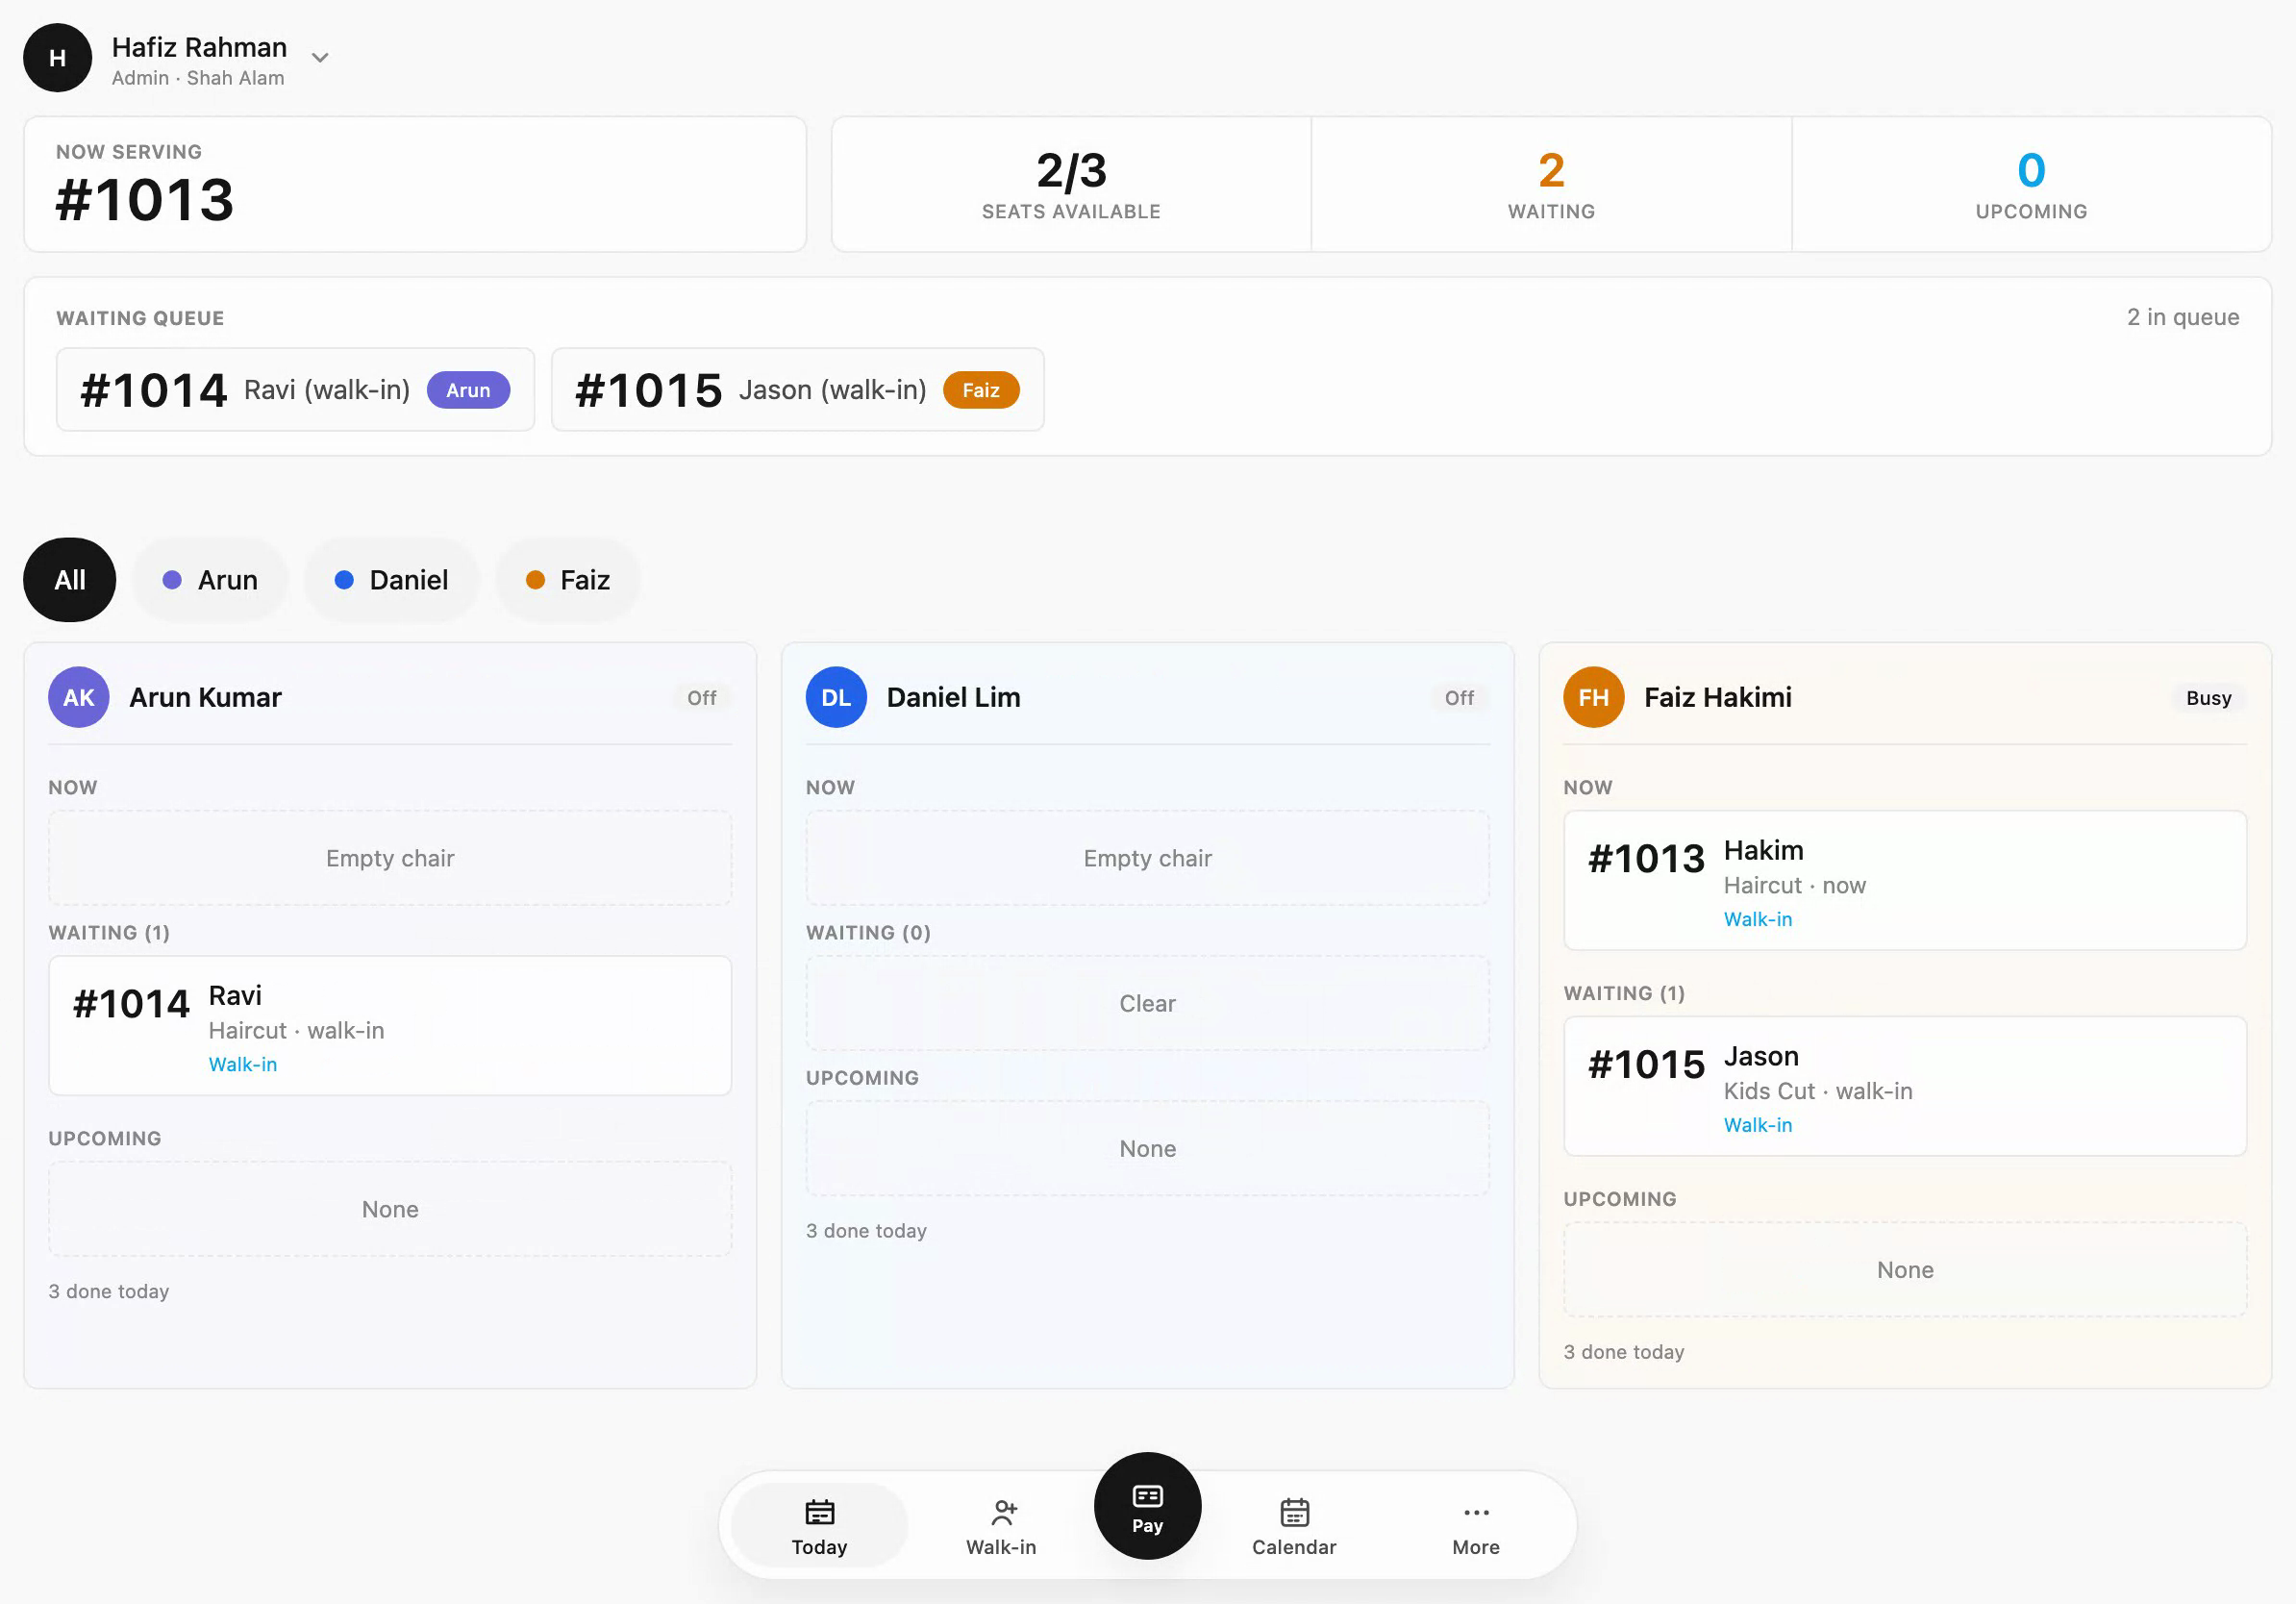 H
Hafiz Rahman
Admin · Shah Alam
NOW SERVING
#1013
2/3
SEATS AVAILABLE
2
WAITING
0
UPCOMING
WAITING QUEUE
2 in queue
#1014 Ravi (walk-in) Arun
#1015 Jason (walk-in) Faiz
All
Arun
Daniel
Faiz
AK Arun Kumar Off
NOW
Empty chair
WAITING (1)
#1014 Ravi
Haircut · walk-in
Walk-in
UPCOMING
None
3 done today
DL Daniel Lim Off
NOW
Empty chair
WAITING (0)
Clear
UPCOMING
None
3 done today
FH Faiz Hakimi Busy
NOW
#1013 Hakim
Haircut · now
Walk-in
WAITING (1)
#1015 Jason
Kids Cut · walk-in
Walk-in
UPCOMING
None
3 done today
Today
Walk-in
Pay
Calendar
More